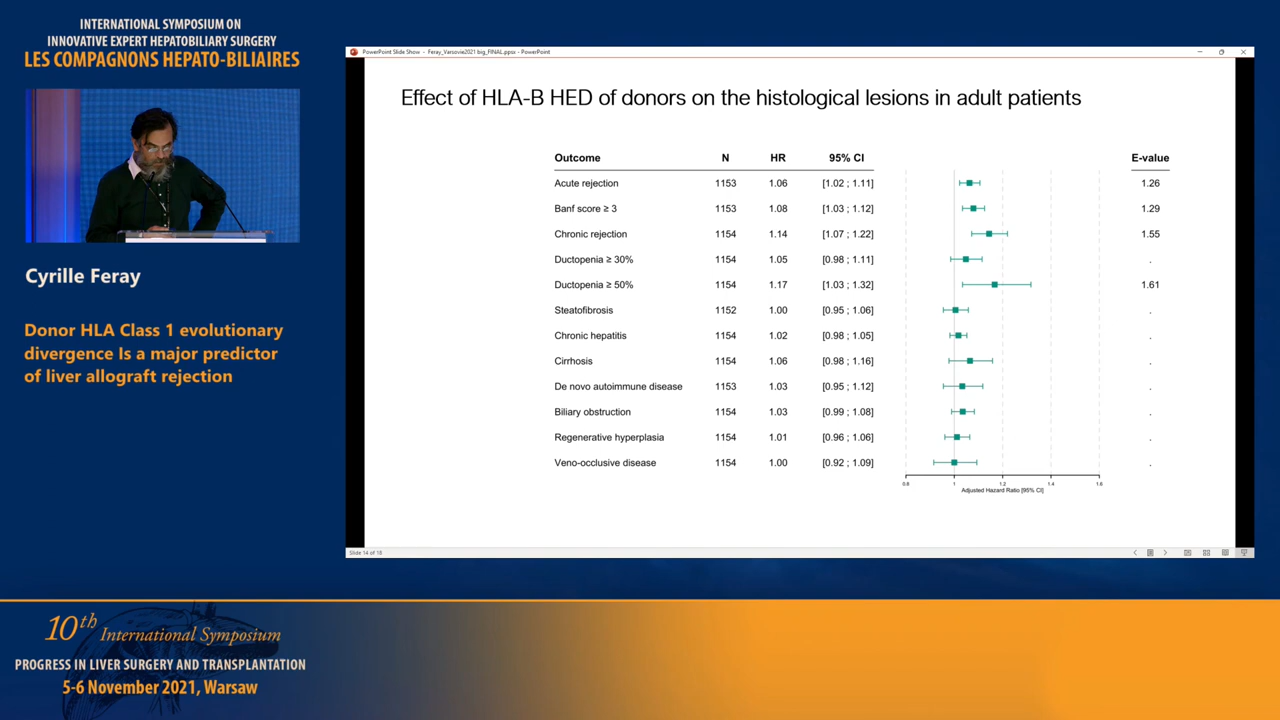 INTERNATIONAL SYMPOSIUM ON
INNOVATIVE EXPERT HEPATOBILIARY SURGERY
LES COMPAGNONS HEPATO-BILIAIRES
Cyrille Feray
Donor HLA Class 1 evolutionary
divergence Is a major predictor
of liver allograft rejection
PowerPoint Slide Show - Feray_Varsovie2021 big_FINAL.ppsx - PowerPoint
Effect of HLA-B HED of donors on the histological lesions in adult patients
Outcome N HR 95% CI E-value
Acute rejection 1153 1.06 [1.02 ; 1.11] 1.26
Banf score ≥ 3 1153 1.08 [1.03 ; 1.12] 1.29
Chronic rejection 1154 1.14 [1.07 ; 1.22] 1.55
Ductopenia ≥ 30% 1154 1.05 [0.98 ; 1.11] .
Ductopenia ≥ 50% 1154 1.17 [1.03 ; 1.32] 1.61
Steatofibrosis 1152 1.00 [0.95 ; 1.06] .
Chronic hepatitis 1154 1.02 [0.98 ; 1.05] .
Cirrhosis 1154 1.06 [0.98 ; 1.16] .
De novo autoimmune disease 1153 1.03 [0.95 ; 1.12] .
Biliary obstruction 1154 1.03 [0.99 ; 1.08] .
Regenerative hyperplasia 1154 1.01 [0.96 ; 1.06] .
Veno-occlusive disease 1154 1.00 [0.92 ; 1.09] .
0.8 1 1.2 1.4 1.6
Adjusted Hazard Ratio [95% CI]
Slide 14 of 18
10th International Symposium
PROGRESS IN LIVER SURGERY AND TRANSPLANTATION
5-6 November 2021, Warsaw